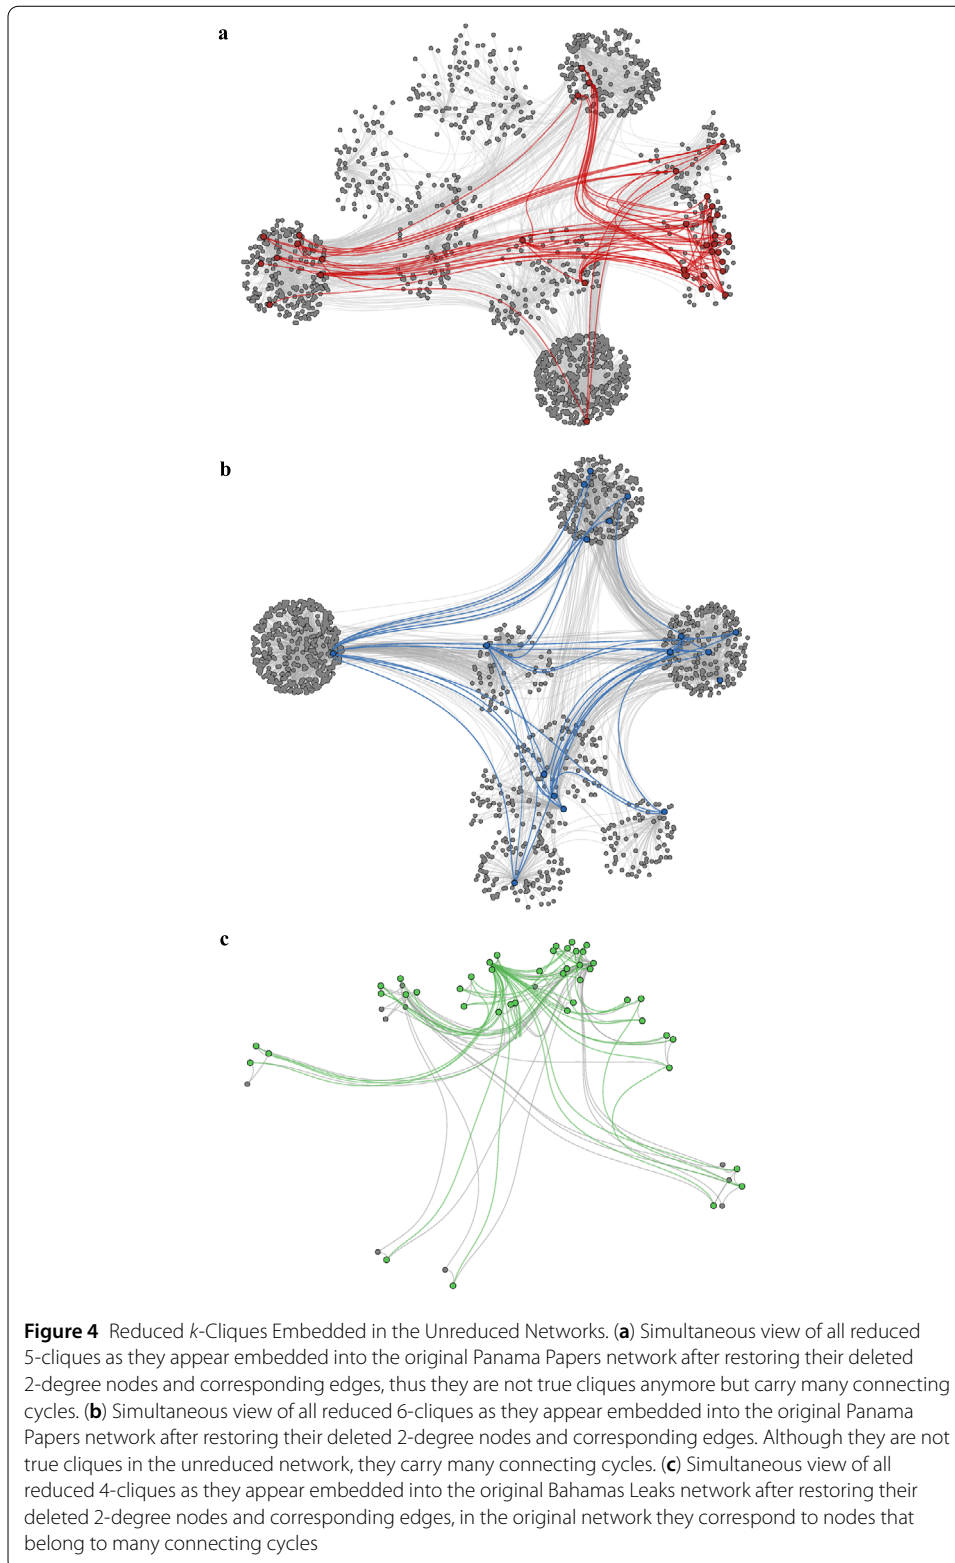 a
b
c
Figure 4 Reduced k-Cliques Embedded in the Unreduced Networks. (a) Simultaneous view of all reduced
5-cliques as they appear embedded into the original Panama Papers network after restoring their deleted
2-degree nodes and corresponding edges, thus they are not true cliques anymore but carry many connecting
cycles. (b) Simultaneous view of all reduced 6-cliques as they appear embedded into the original Panama
Papers network after restoring their deleted 2-degree nodes and corresponding edges. Although they are not
true cliques in the unreduced network, they carry many connecting cycles. (c) Simultaneous view of all
reduced 4-cliques as they appear embedded into the original Bahamas Leaks network after restoring their
deleted 2-degree nodes and corresponding edges, in the original network they correspond to nodes that
belong to many connecting cycles